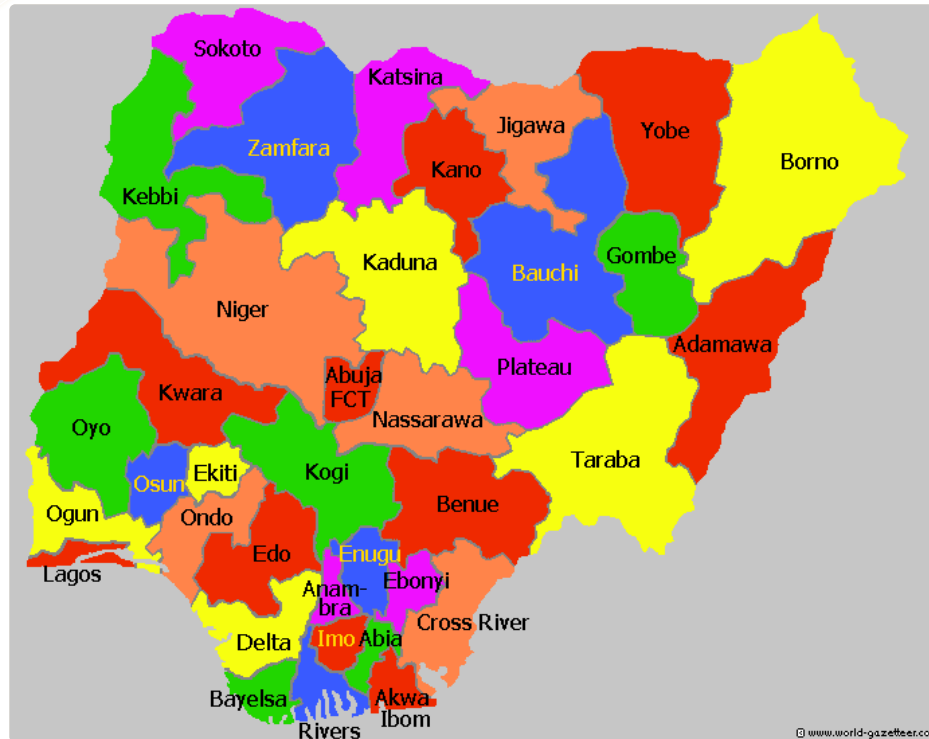 Sokoto
Katsina
Jigawa
Yobe
Zamfara
Kano
Borno
Kebbi
Kaduna
Gombe
Bauchi
Niger
Adamawa
Plateau
Abuja
FCT
Kwara
Nassarawa
Oyo
Taraba
Osun
Ekiti
Kogi
Benue
Ogun
Ondo
Edo
Enugu
Lagos
Anam-
bra
Ebonyi
Cross River
Delta
Imo
Abia
Bayelsa
Akwa
Ibom
Rivers
www.world-gazetteer.co